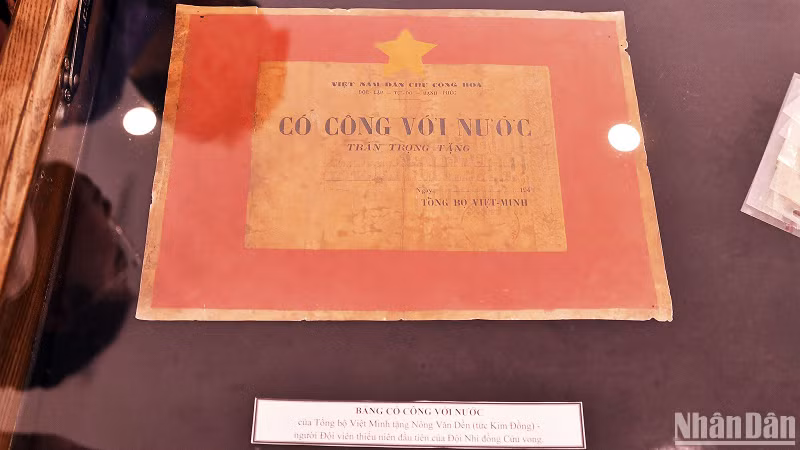 VIỆT NAM DÂN CHỦ CỘNG HÒA
ĐỘC LẬP - TỰ DO - HẠNH PHÚC
CÓ CÔNG VỚI NƯỚC
TRÂN TRỌNG TẶNG
Ngày 194
TỔNG BỘ VIỆT-MINH
BẰNG CÓ CÔNG VỚI NƯỚC
của Tổng bộ Việt Minh tặng Nông Văn Dền (tức Kim Đồng) -
người Đội viên thiếu niên đầu tiên của Đội Nhi đồng Cứu vong.
NhânDân